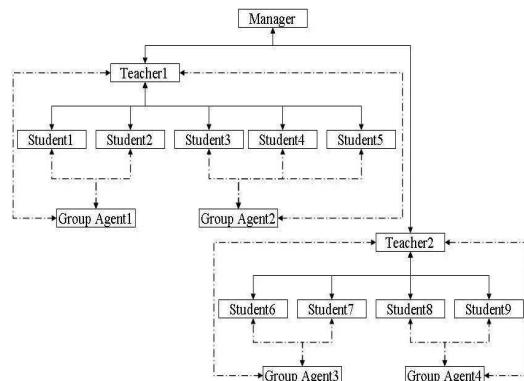 Manager
Teacher1
Student1 Student2 Student3 Student4 Student5
Group Agent1 Group Agent2
Teacher2
Student6 Student7 Student8 Student9
Group Agent3 Group Agent4